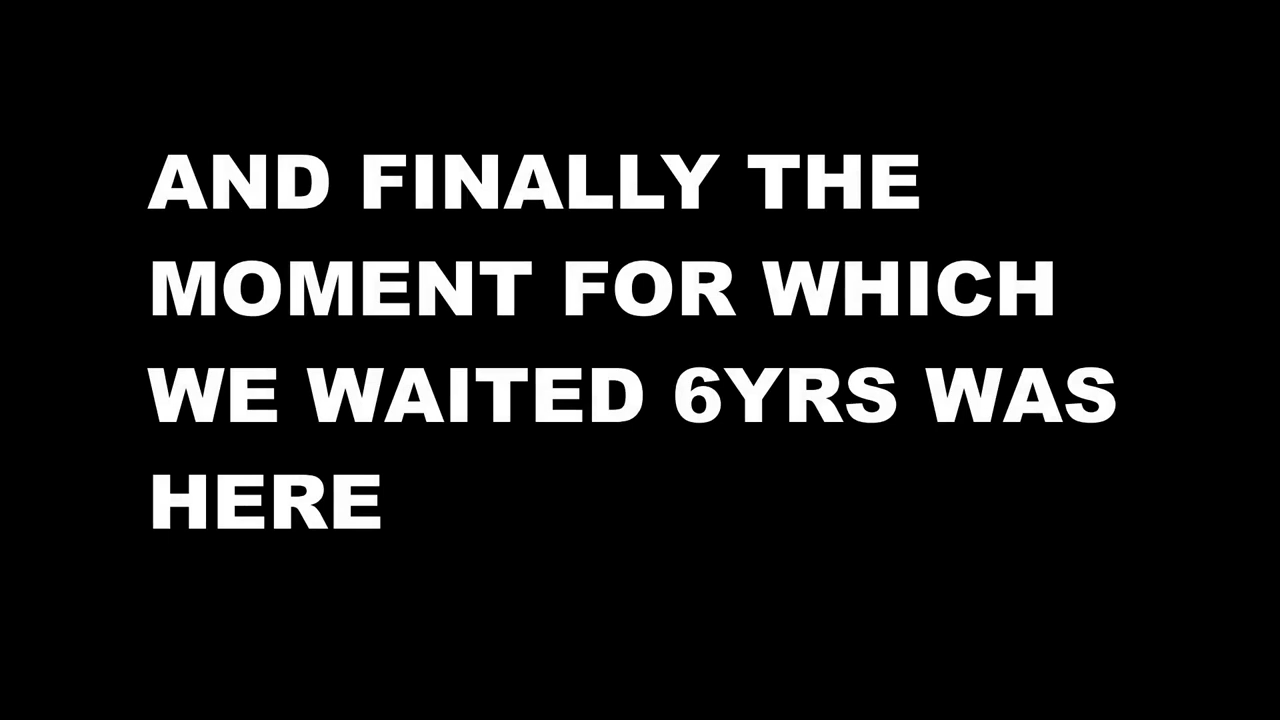 AND FINALLY THE
MOMENT FOR WHICH
WE WAITED 6YRS WAS
HERE